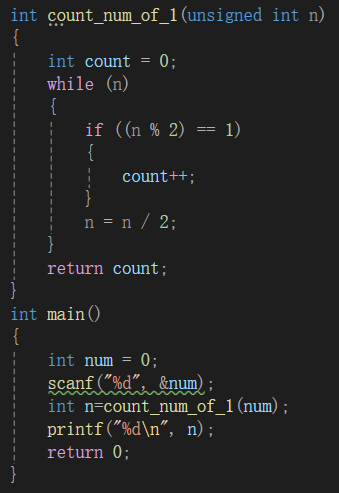 int count_num_of_1(unsigned int n)
{
    int count = 0;
    while (n)
    {
        if ((n % 2) == 1)
        {
            count++;
        }
        n = n / 2;
    }
    return count;
}
int main()
{
    int num = 0;
    scanf("%d", &num);
    int n=count_num_of_1(num);
    printf("%d\n", n);
    return 0;
}